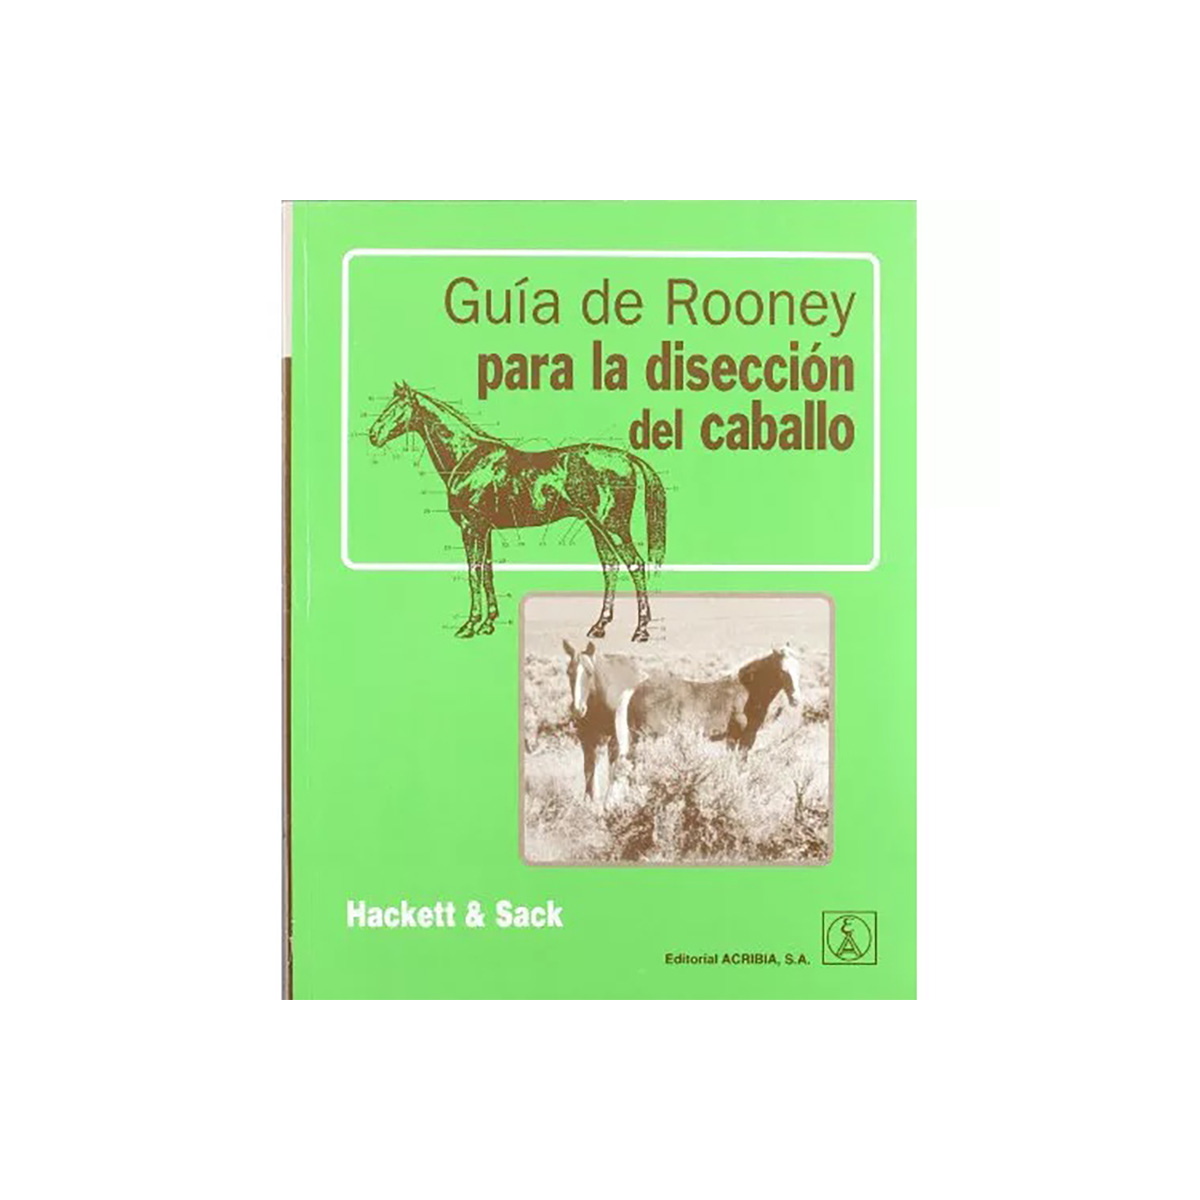 Guía de Rooney
para la disección
del caballo
Hackett & Sack
Editorial ACRIBIA, S.A.